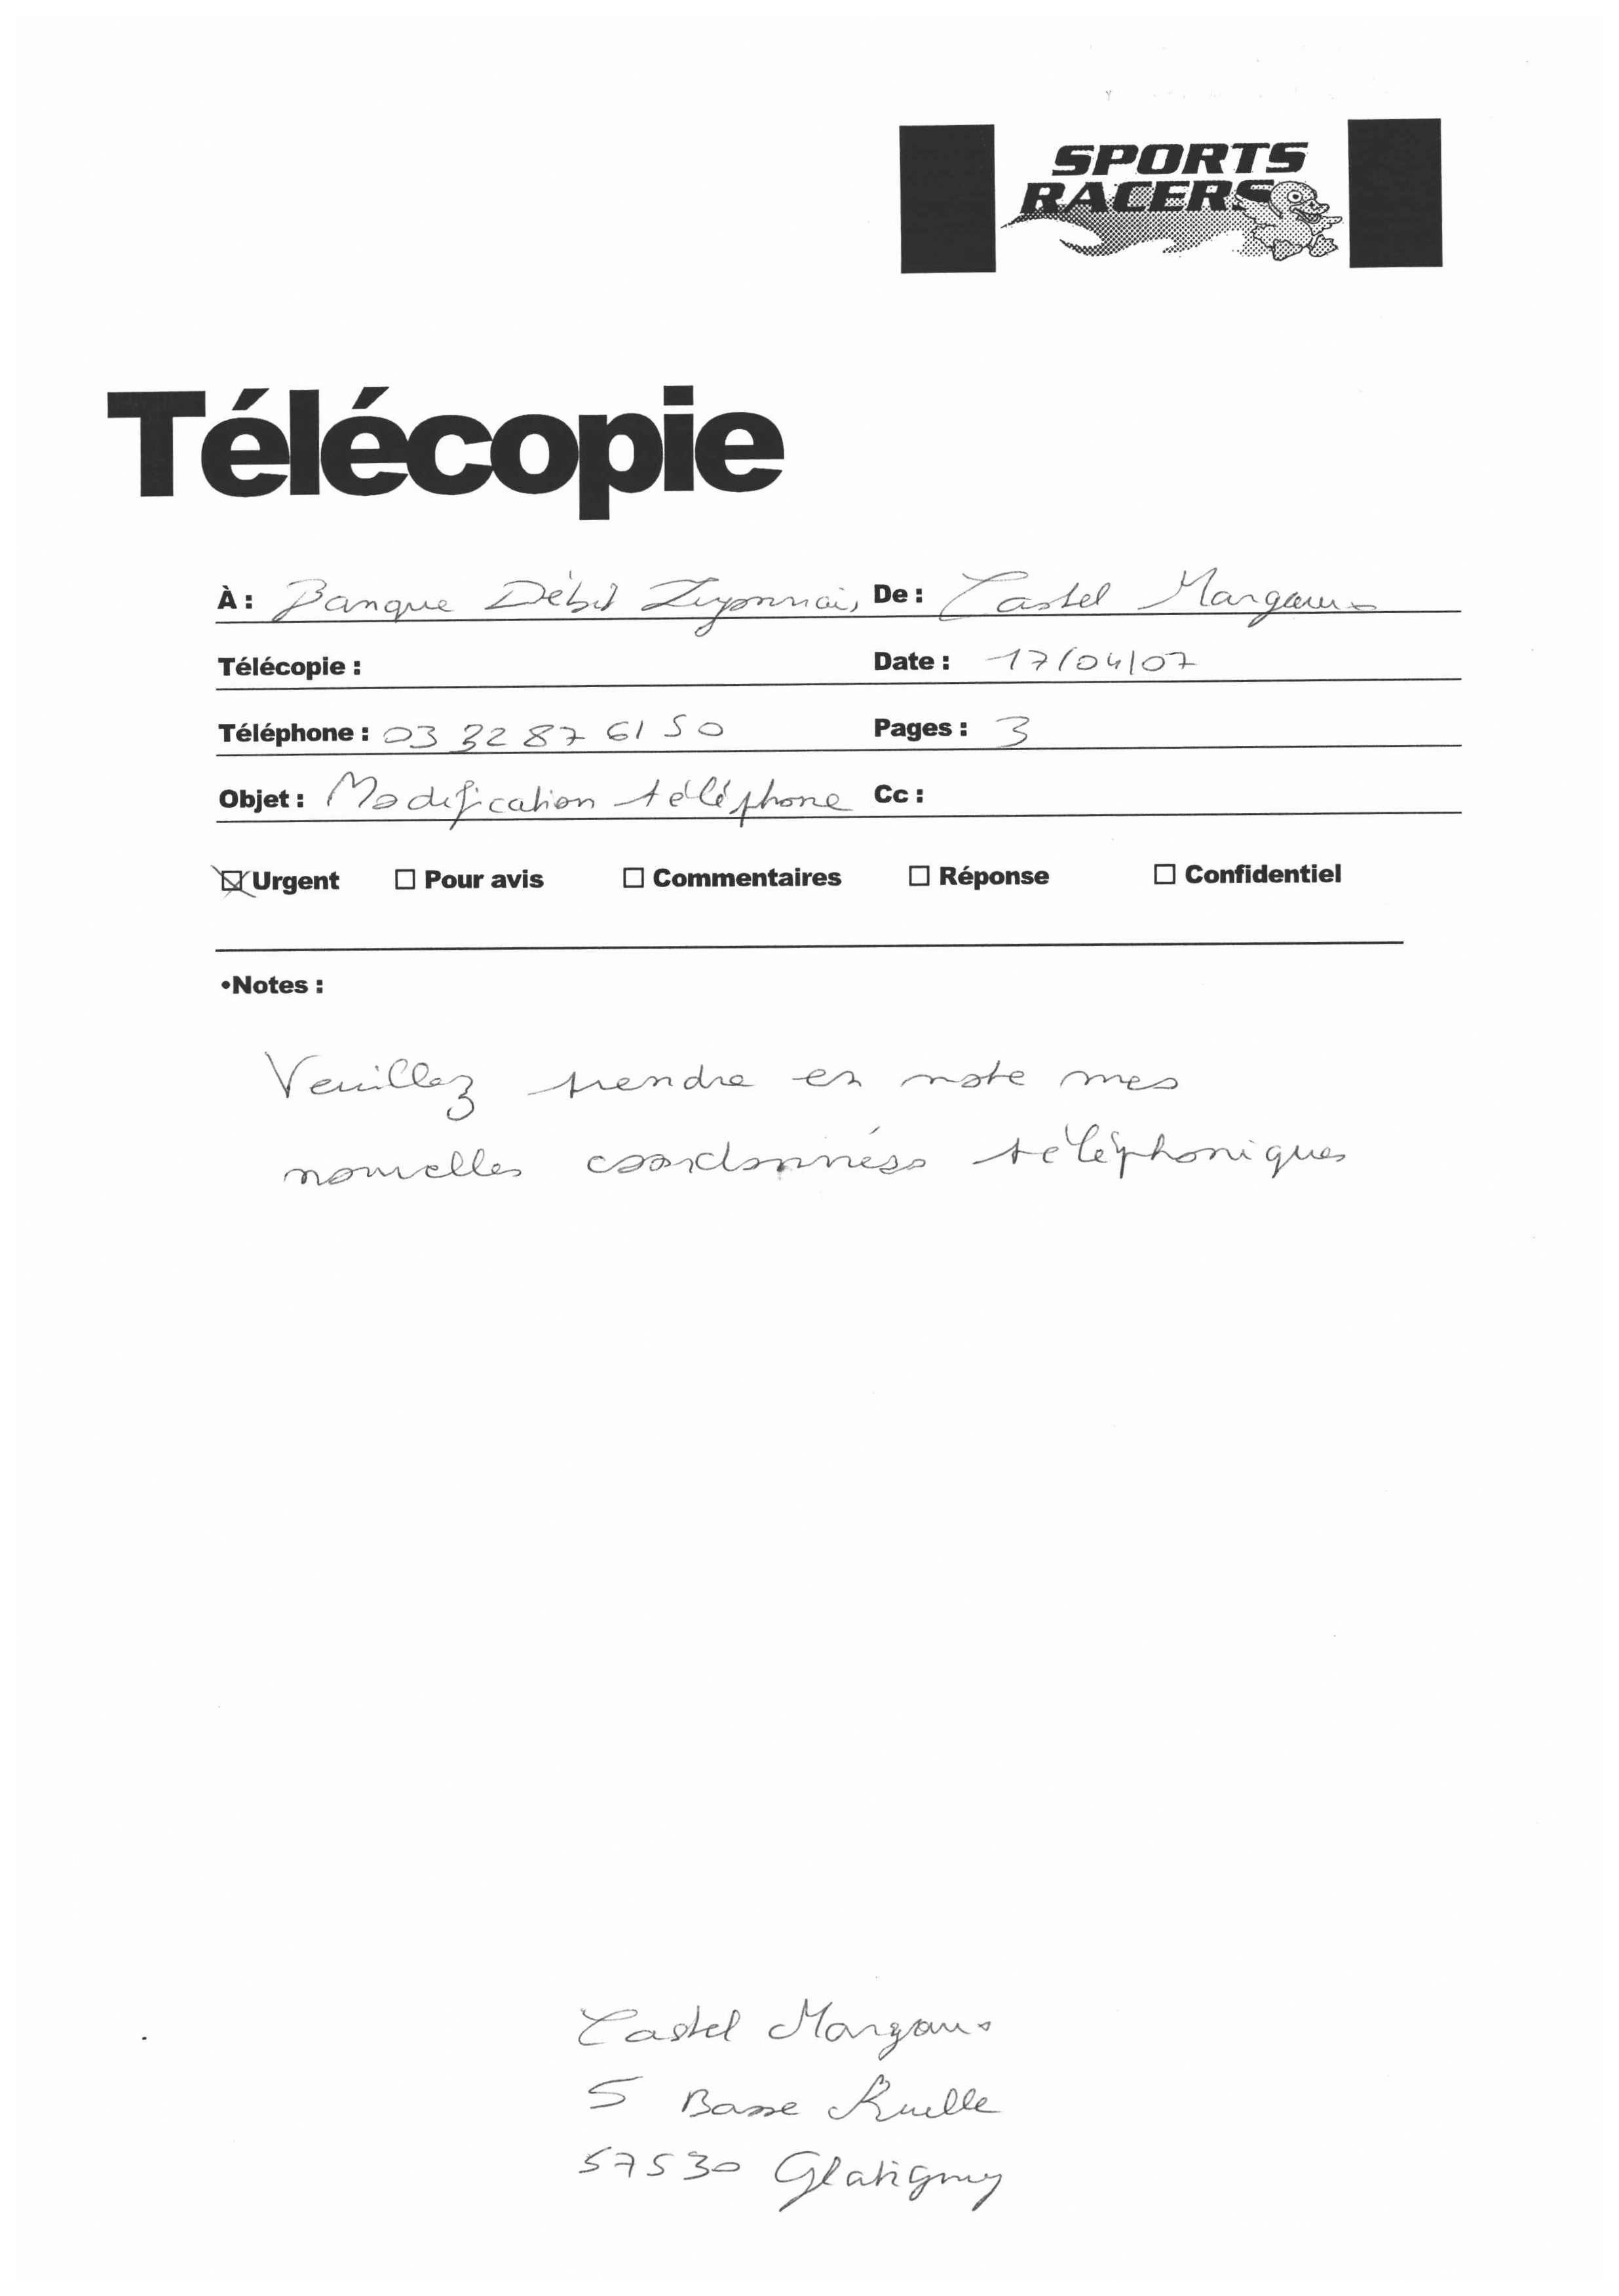 SPORTS
RACERS
Télécopie
À : Banque Débit Lyonnais De : Castel Margaux
Télécopie : Date : 17/04/07
Téléphone : 03 32 87 61 50 Pages : 3
Objet : Modification téléphone Cc :
☒ Urgent ☐ Pour avis ☐ Commentaires ☐ Réponse ☐ Confidentiel
•Notes :
Veuillez prendre en note mes
nouvelles coordonnées téléphoniques
Castel Margaux
5 Basse Ruelle
57530 Glatigny